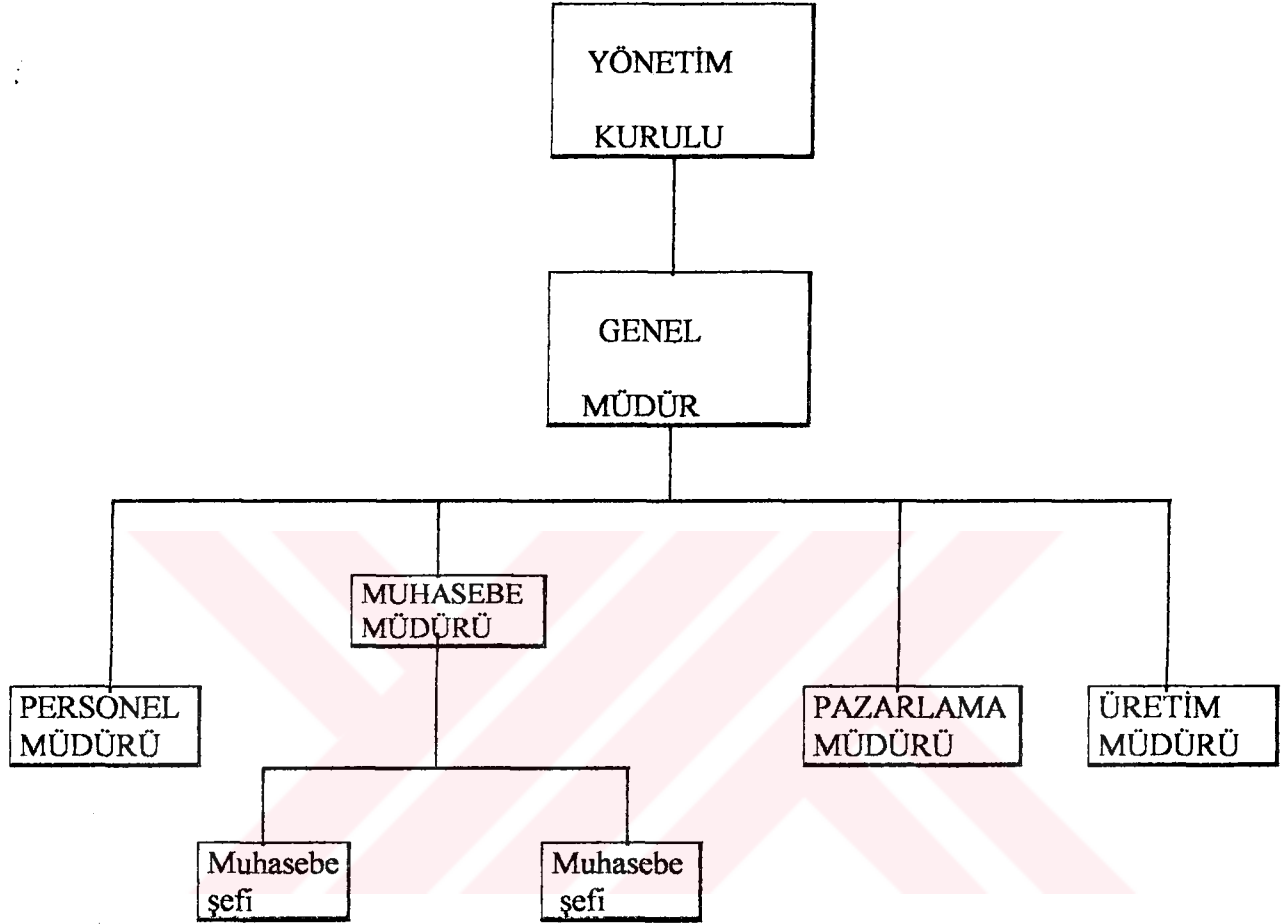 YÖNETİM
KURULU
GENEL
MÜDÜR
MUHASEBE
MÜDÜRÜ
PERSONEL
MÜDÜRÜ
PAZARLAMA
MÜDÜRÜ
ÜRETİM
MÜDÜRÜ
Muhasebe
şefi
Muhasebe
şefi